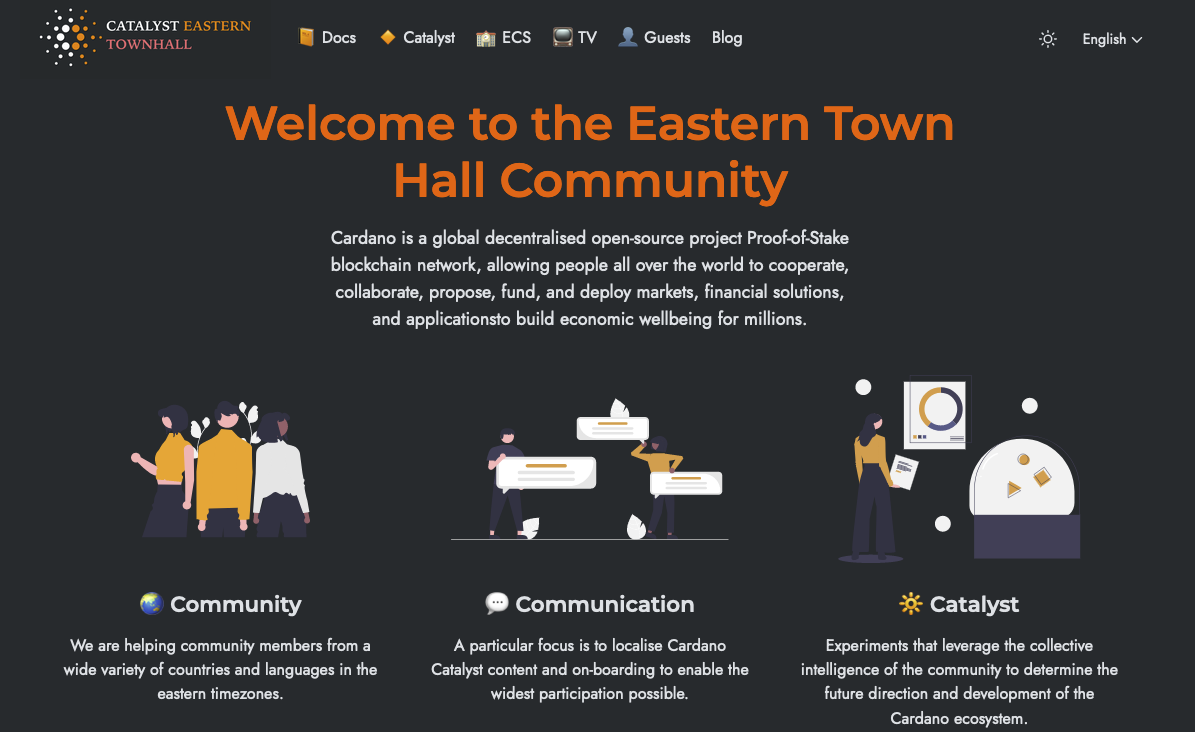 CATALYST EASTERN
TOWNHALL
Docs
Catalyst
ECS
TV
Guests
Blog
English
Welcome to the Eastern Town
Hall Community
Cardano is a global decentralised open-source project Proof-of-Stake
blockchain network, allowing people all over the world to cooperate,
collaborate, propose, fund, and deploy markets, financial solutions,
and applicationsto build economic wellbeing for millions.
Community
We are helping community members from a
wide variety of countries and languages in the
eastern timezones.
Communication
A particular focus is to localise Cardano
Catalyst content and on-boarding to enable the
widest participation possible.
Catalyst
Experiments that leverage the collective
intelligence of the community to determine the
future direction and development of the
Cardano ecosystem.